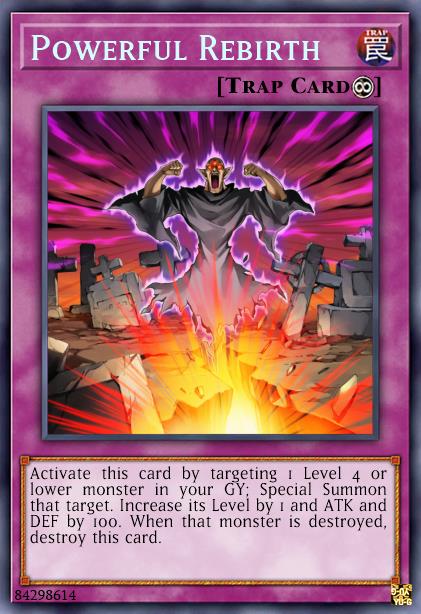 Powerful Rebirth
TRAP
罠
[Trap Card]
Activate this card by targeting 1 Level 4 or
lower monster in your GY; Special Summon
that target. Increase its Level by 1 and ATK and
DEF by 100. When that monster is destroyed,
destroy this card.
84298614